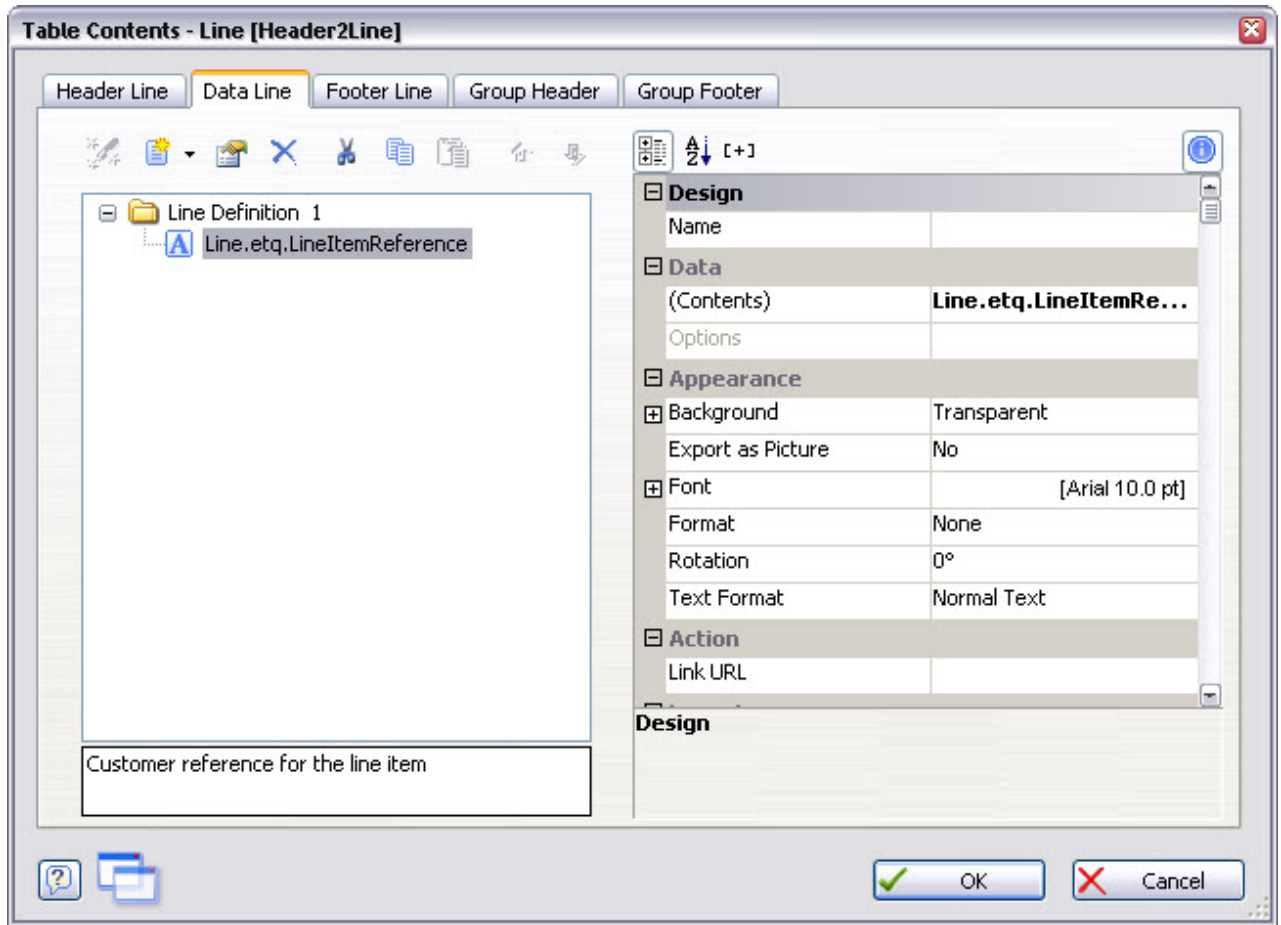 Table Contents - Line [Header2Line]
Header Line
Data Line
Footer Line
Group Header
Group Footer
A
Z
[+]
Line Definition 1
A
Line.etq.LineItemReference
Customer reference for the line item
Design
Name
Data
(Contents) Line.etq.LineItemRe...
Options
Appearance
Background Transparent
Export as Picture No
Font [Arial 10.0 pt]
Format None
Rotation 0°
Text Format Normal Text
Action
Link URL
Design
OK
Cancel